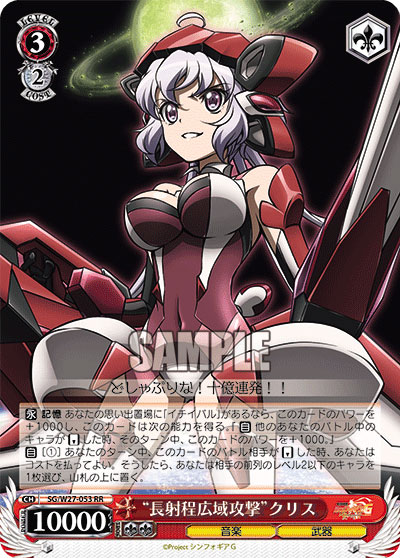 LEVEL
3
2
COST
SAMPLE
どしゃぶりな!十億連発!!
永 記憶 あなたの思い出置場に「イチイバル」があるなら、このカードのパワーを
+1000し、このカードは次の能力を得る。『自 他のあなたのバトル中の
キャラが した時、そのターン中、このカードのパワーを+1000。』
自 [①] あなたのターン中、このカードのバトル相手が した時、あなたは
コストを払ってよい。そうしたら、あなたは相手の前列のレベル2以下のキャラを
1枚選び、山札の上に置く。
CH
SG/W27-053 RR
10000
“長射程広域攻撃”クリス
音楽
武器
©Project シンフォギアG